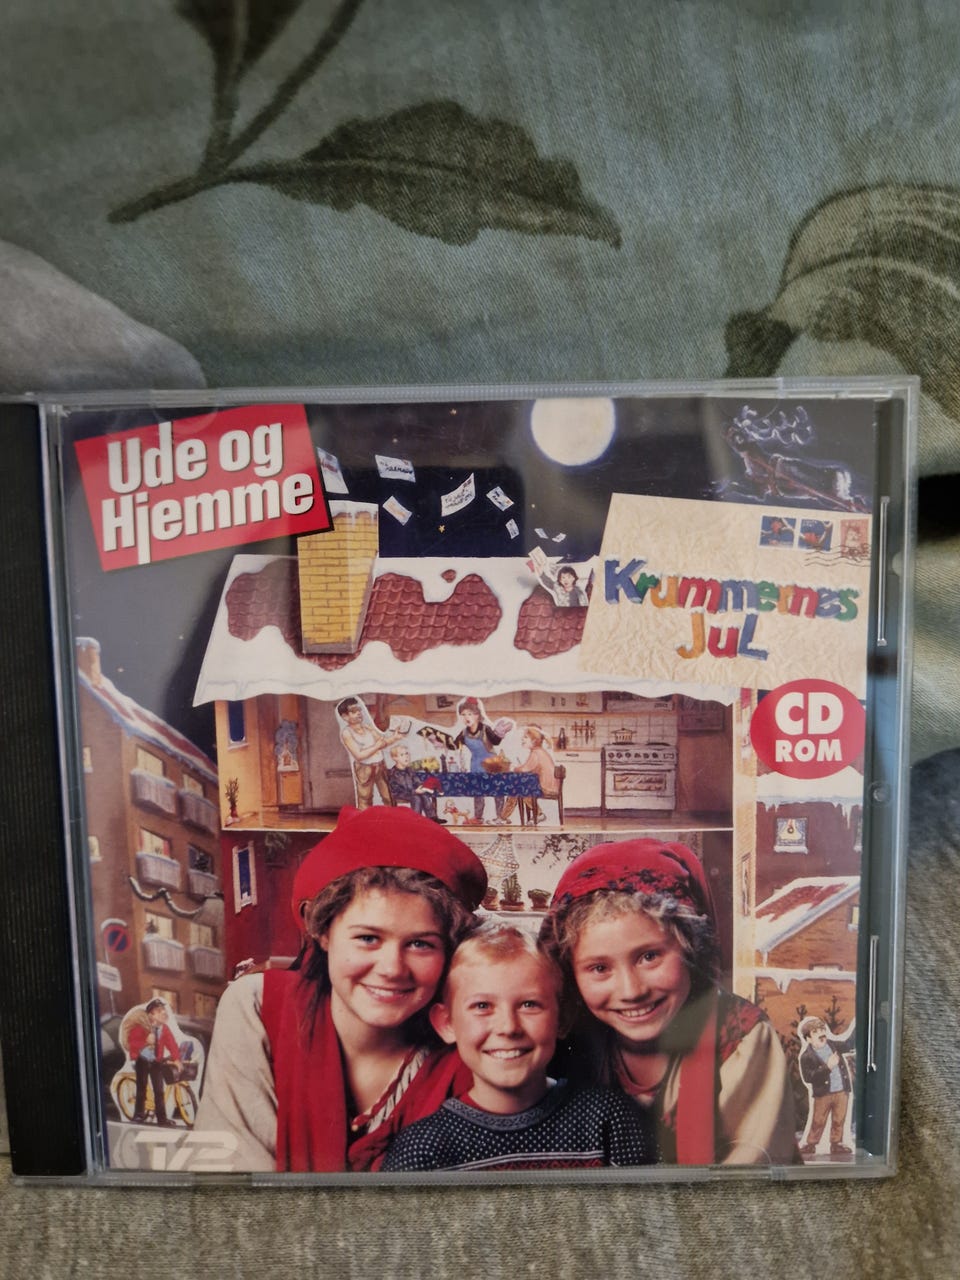 Ude og
Hjemme
Krummernes
JuL
CD
ROM
TV2